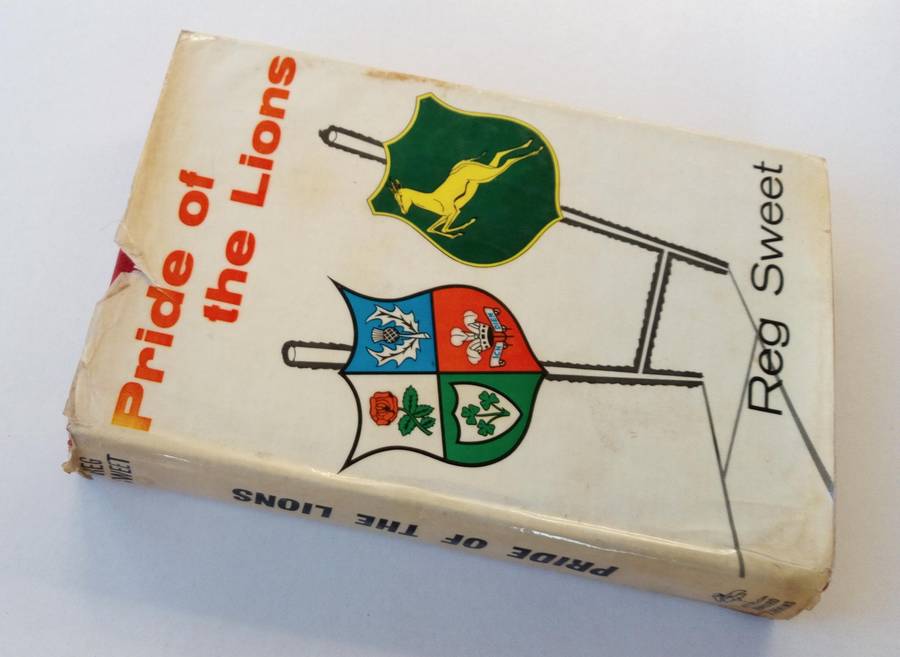 Pride of
the Lions
Reg Sweet
REG
SWEET
PRIDE OF THE LIONS